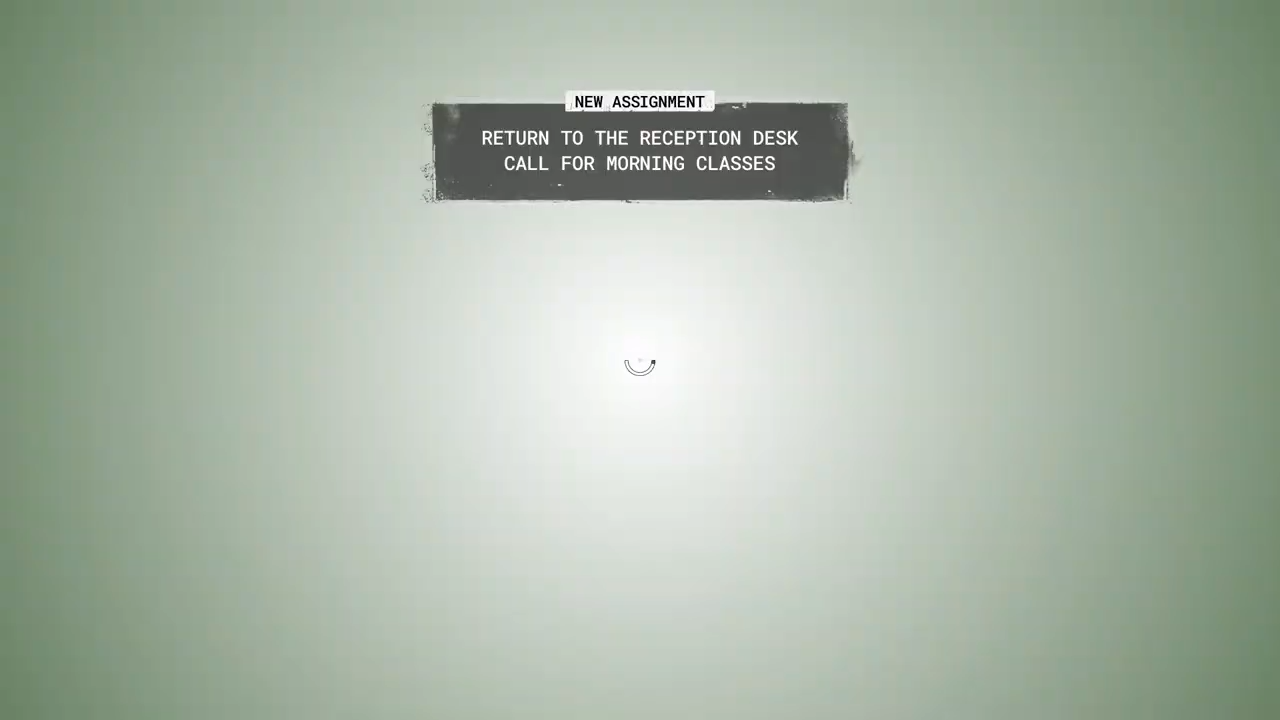 NEW ASSIGNMENT
RETURN TO THE RECEPTION DESK
CALL FOR MORNING CLASSES